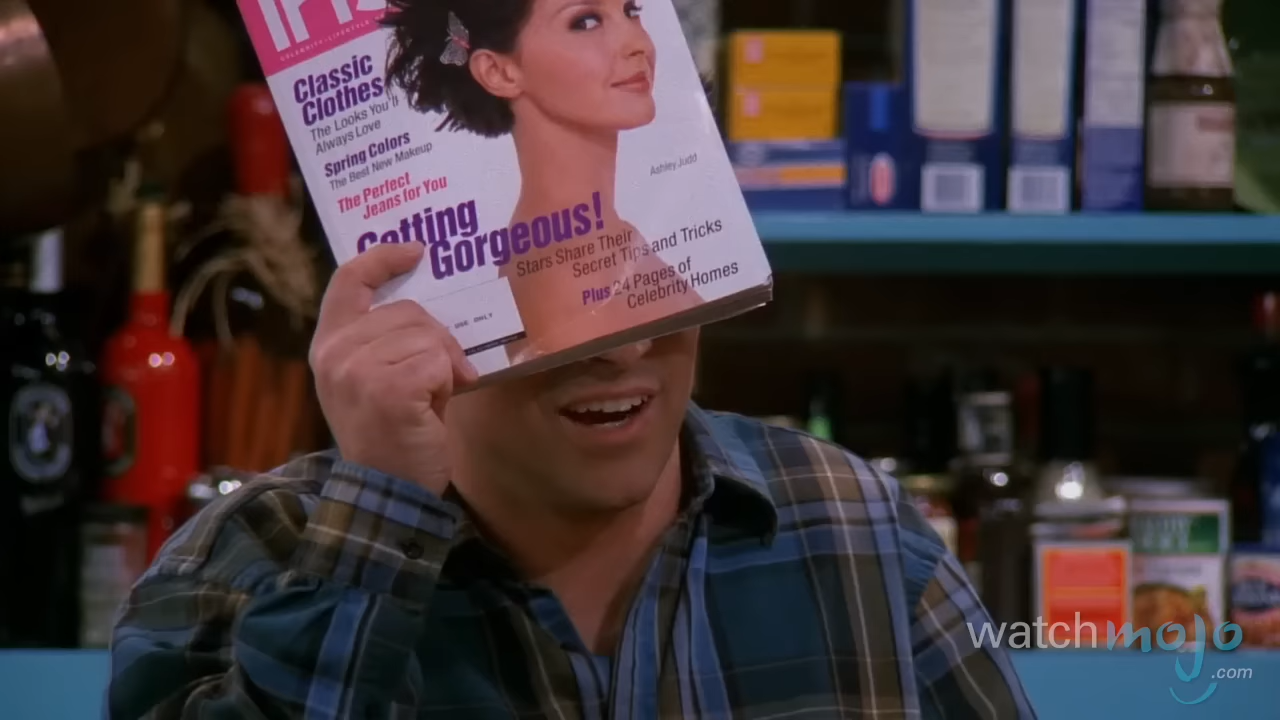 Classic
Clothes
The Looks You'll
Always Love
Spring Colors
The Best New Makeup
The Perfect
Jeans for You
Getting
Gorgeous!
Stars Share Their
Secret Tips and Tricks
Plus 24 Pages of
Celebrity Homes
Ashley Judd
USE ONLY
watchmojo
.com